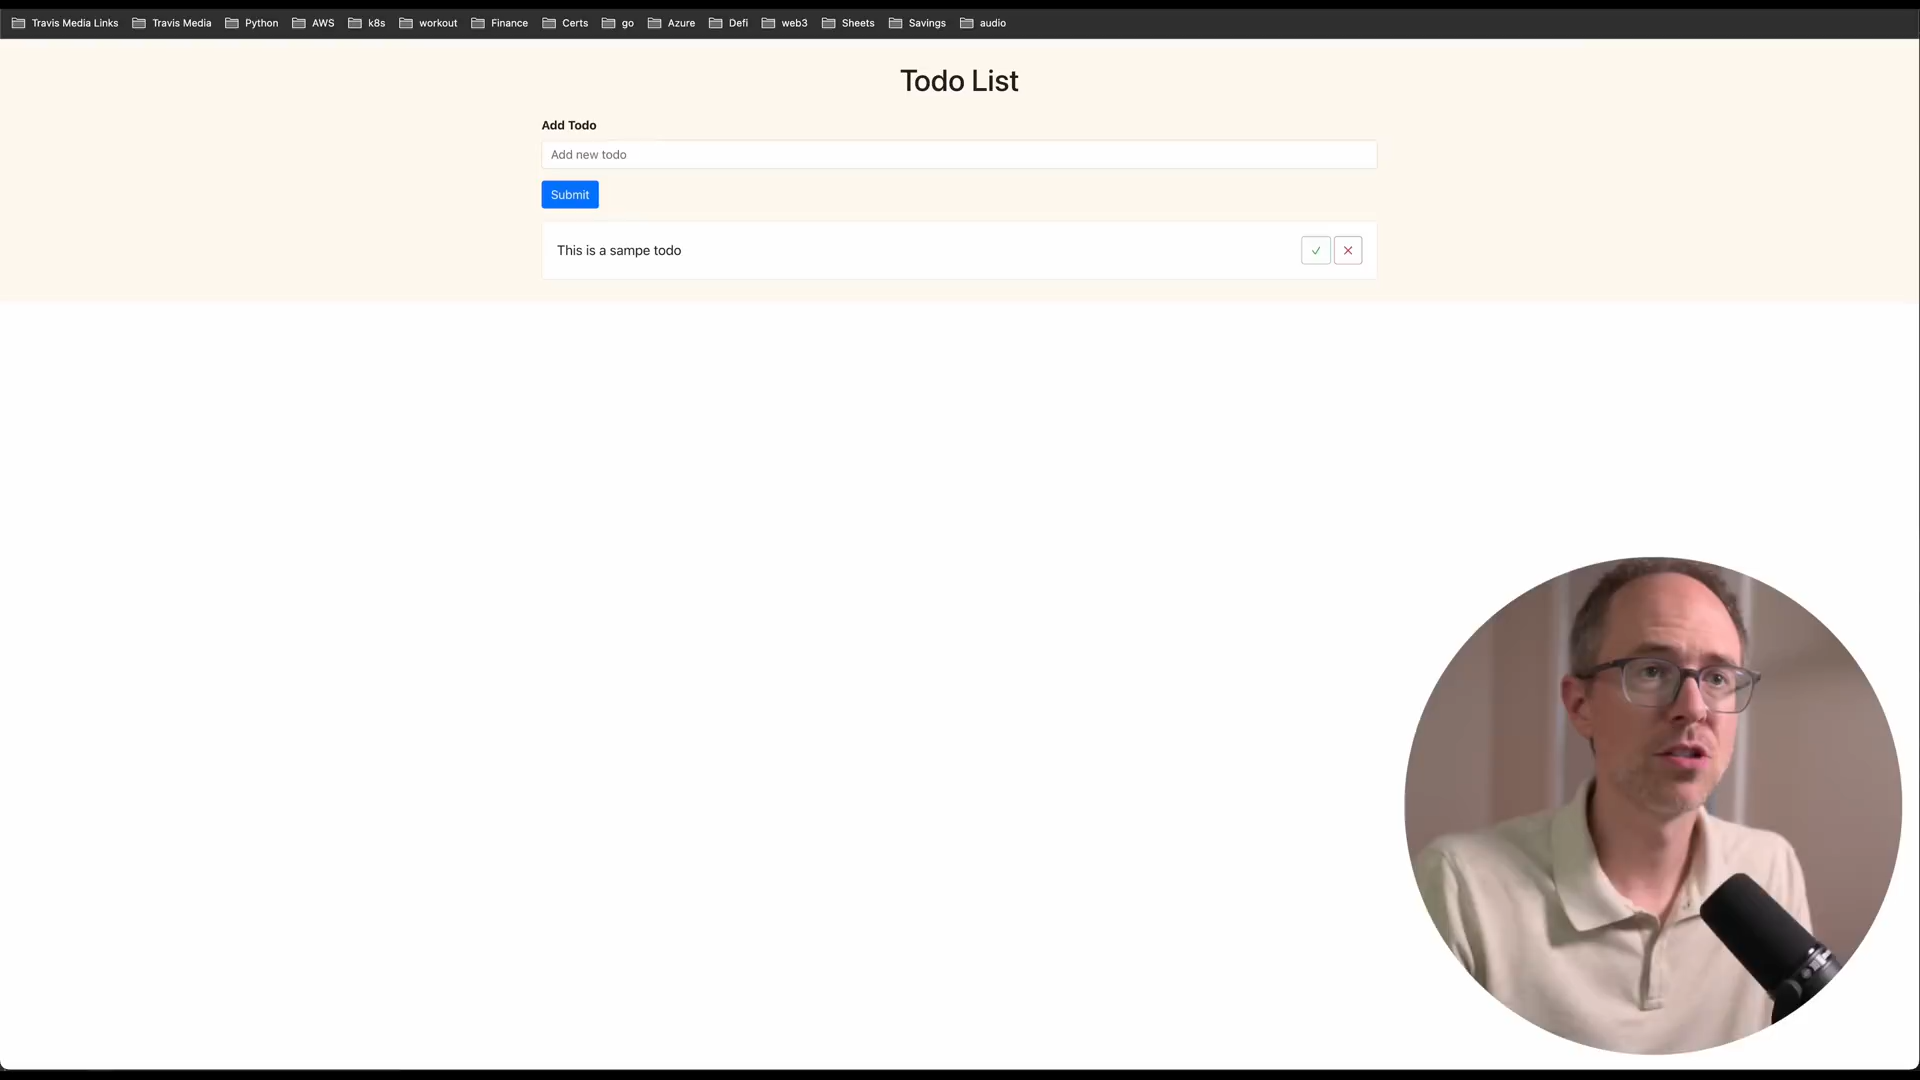 Travis Media Links Travis Media Python AWS k8s workout Finance Certs go Azure Defi web3 Sheets Savings audio
Todo List
Add Todo
Add new todo
Submit
This is a sampe todo